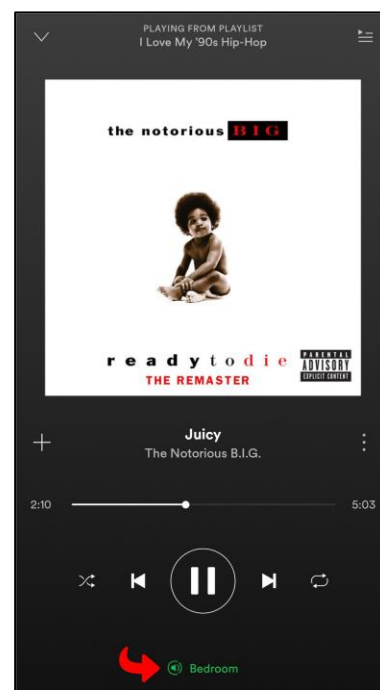 PLAYING FROM PLAYLIST
I Love My '90s Hip-Hop
the notorious BIG
ready to die
THE REMASTER
PARENTAL
ADVISORY
EXPLICIT CONTENT
Juicy
The Notorious B.I.G.
2:10 5:03
Bedroom